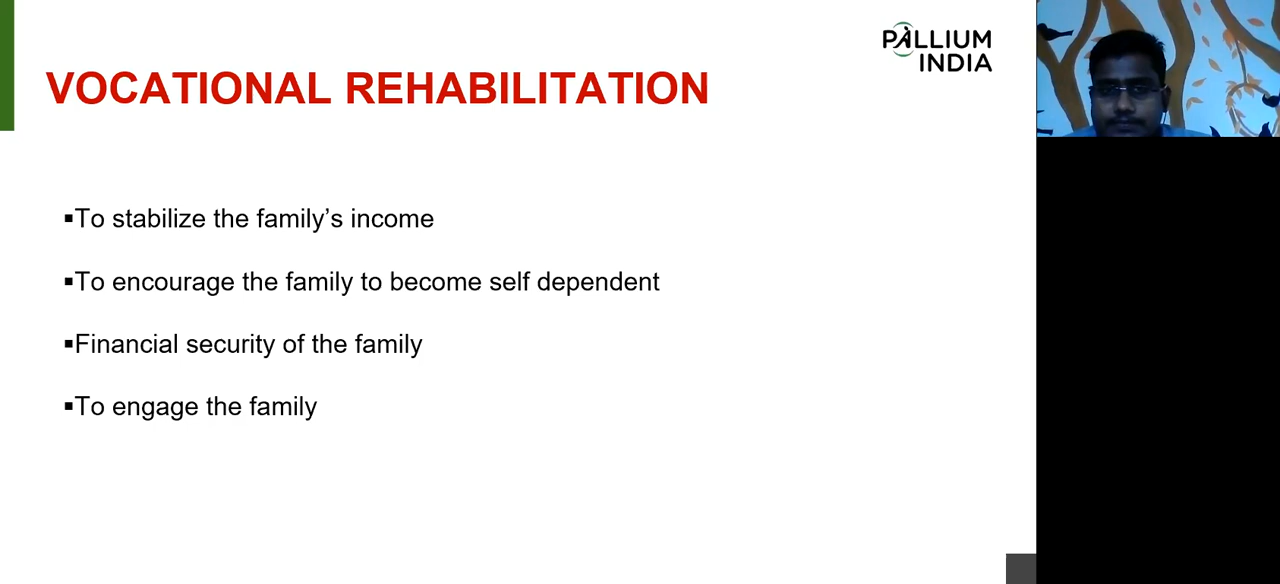 PALLIUM
INDIA
VOCATIONAL REHABILITATION
▪To stabilize the family’s income
▪To encourage the family to become self dependent
▪Financial security of the family
▪To engage the family